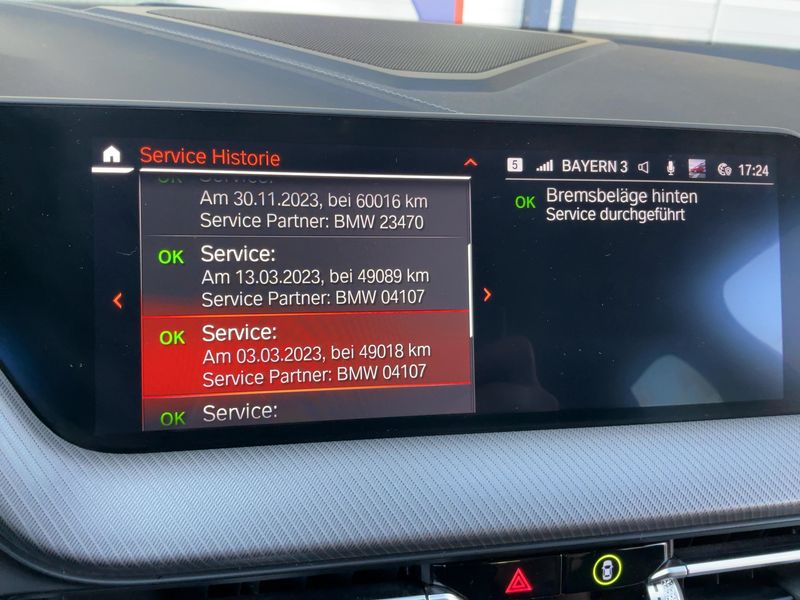 Service Historie
5 BAYERN 3 17:24
OK Service:
Am 30.11.2023, bei 60016 km
Service Partner: BMW 23470
OK Service:
Am 13.03.2023, bei 49089 km
Service Partner: BMW 04107
OK Service:
Am 03.03.2023, bei 49018 km
Service Partner: BMW 04107
OK Service:
OK Bremsbeläge hinten
Service durchgeführt